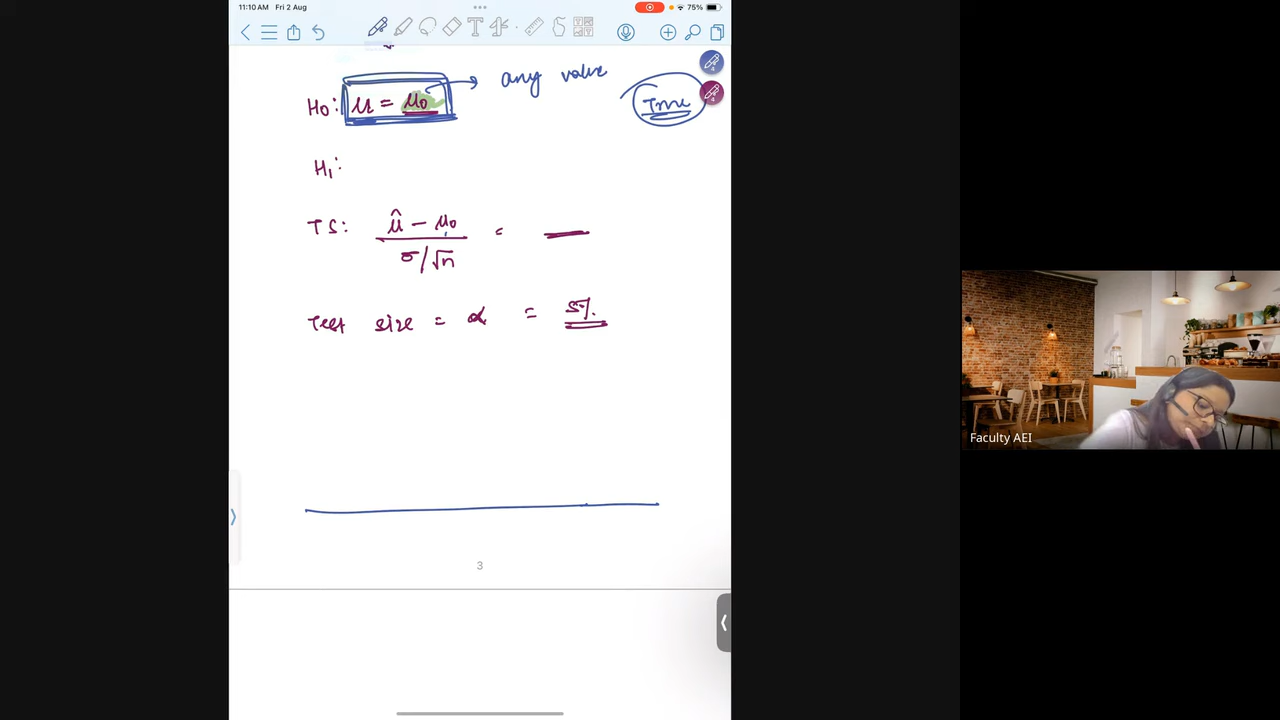 11:10 AM Fri 2 Aug
75%
H0: μ = μ0 → any value True
H1:
TS: μ̂ − μ0 / σ/√n =
Test size = α = 5%
3
Faculty AEI